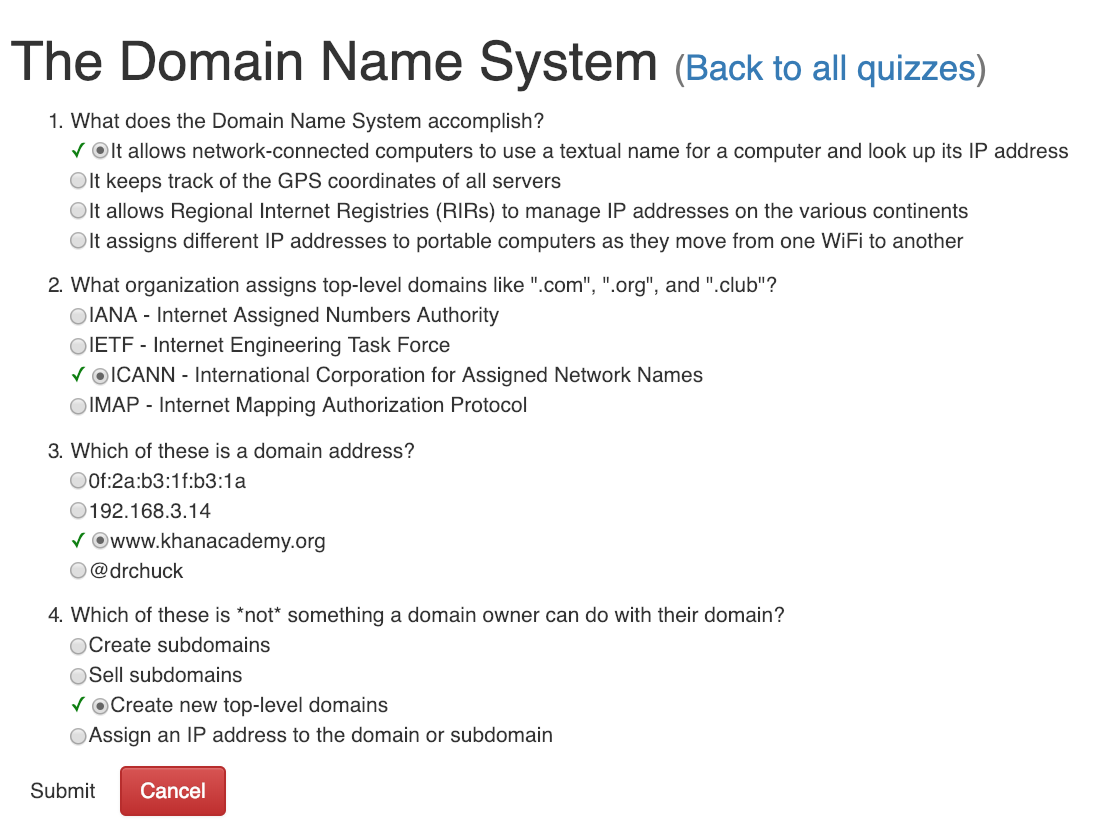 The Domain Name System (Back to all quizzes)
1. What does the Domain Name System accomplish?
✓ It allows network-connected computers to use a textual name for a computer and look up its IP address
It keeps track of the GPS coordinates of all servers
It allows Regional Internet Registries (RIRs) to manage IP addresses on the various continents
It assigns different IP addresses to portable computers as they move from one WiFi to another
2. What organization assigns top-level domains like ".com", ".org", and ".club"?
IANA - Internet Assigned Numbers Authority
IETF - Internet Engineering Task Force
✓ ICANN - International Corporation for Assigned Network Names
IMAP - Internet Mapping Authorization Protocol
3. Which of these is a domain address?
0f:2a:b3:1f:b3:1a
192.168.3.14
✓ www.khanacademy.org
@drchuck
4. Which of these is *not* something a domain owner can do with their domain?
Create subdomains
Sell subdomains
✓ Create new top-level domains
Assign an IP address to the domain or subdomain
Submit Cancel